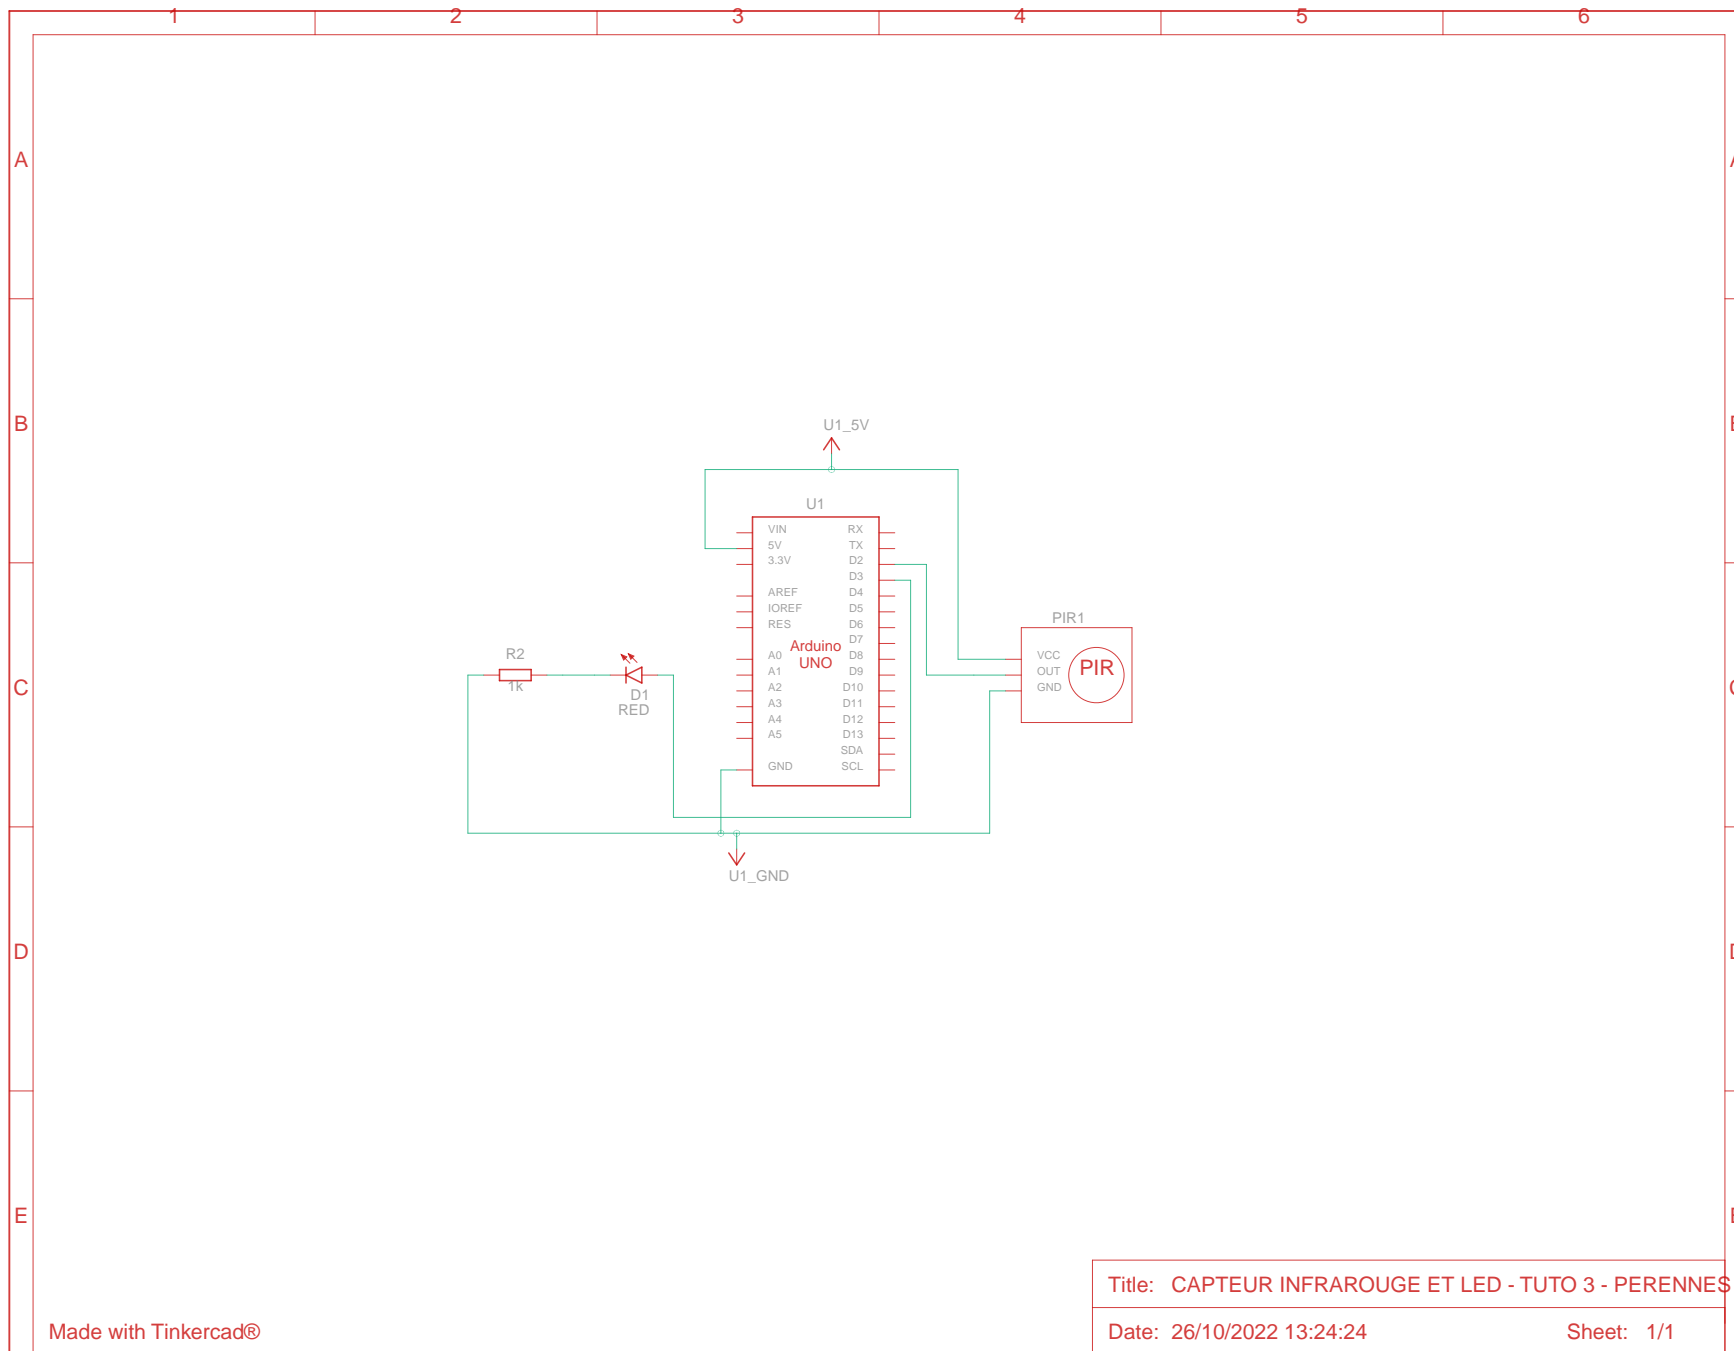 1 2 3 4 5 6
A
B
C
D
E
U1_5V
U1
VIN RX
5V TX
3.3V D2
D3
AREF D4
IOREF D5
RES D6
D7
Arduino
UNO
A0 D8
A1 D9
A2 D10
A3 D11
A4 D12
A5 D13
SDA
GND SCL
PIR1
VCC
OUT
GND
PIR
R2
1k
D1
RED
U1_GND
Title: CAPTEUR INFRAROUGE ET LED - TUTO 3 - PERENNES
Made with Tinkercad®
Date: 26/10/2022 13:24:24 Sheet: 1/1